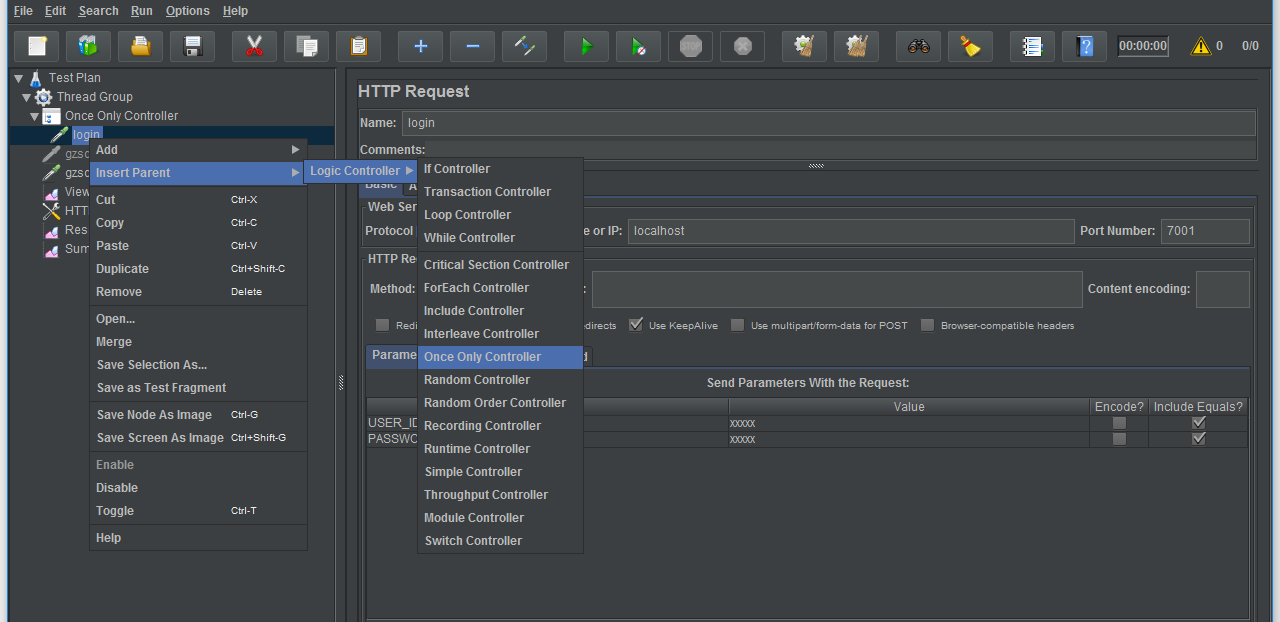 File Edit Search Run Options Help
STOP 00:00:00 0 0/0
Test Plan
Thread Group
Once Only Controller
login
gzsc
gzsc
View
HTT
Res
Sum
Add
Insert Parent
Cut Ctrl-X
Copy Ctrl-C
Paste Ctrl-V
Duplicate Ctrl+Shift-C
Remove Delete
Open...
Merge
Save Selection As...
Save as Test Fragment
Save Node As Image Ctrl-G
Save Screen As Image Ctrl+Shift-G
Enable
Disable
Toggle Ctrl-T
Help
Logic Controller
If Controller
Transaction Controller
Loop Controller
While Controller
Critical Section Controller
ForEach Controller
Include Controller
Interleave Controller
Once Only Controller
Random Controller
Random Order Controller
Recording Controller
Runtime Controller
Simple Controller
Throughput Controller
Module Controller
Switch Controller
HTTP Request
Name: login
Comments:
Basic A
Web Ser
Protocol e or IP: localhost Port Number: 7001
HTTP Re
Method: : Content encoding:
Redi directs Use KeepAlive Use multipart/form-data for POST Browser-compatible headers
Parame d
Send Parameters With the Request:
Value Encode? Include Equals?
USER_ID xxxxx
PASSWO xxxxx